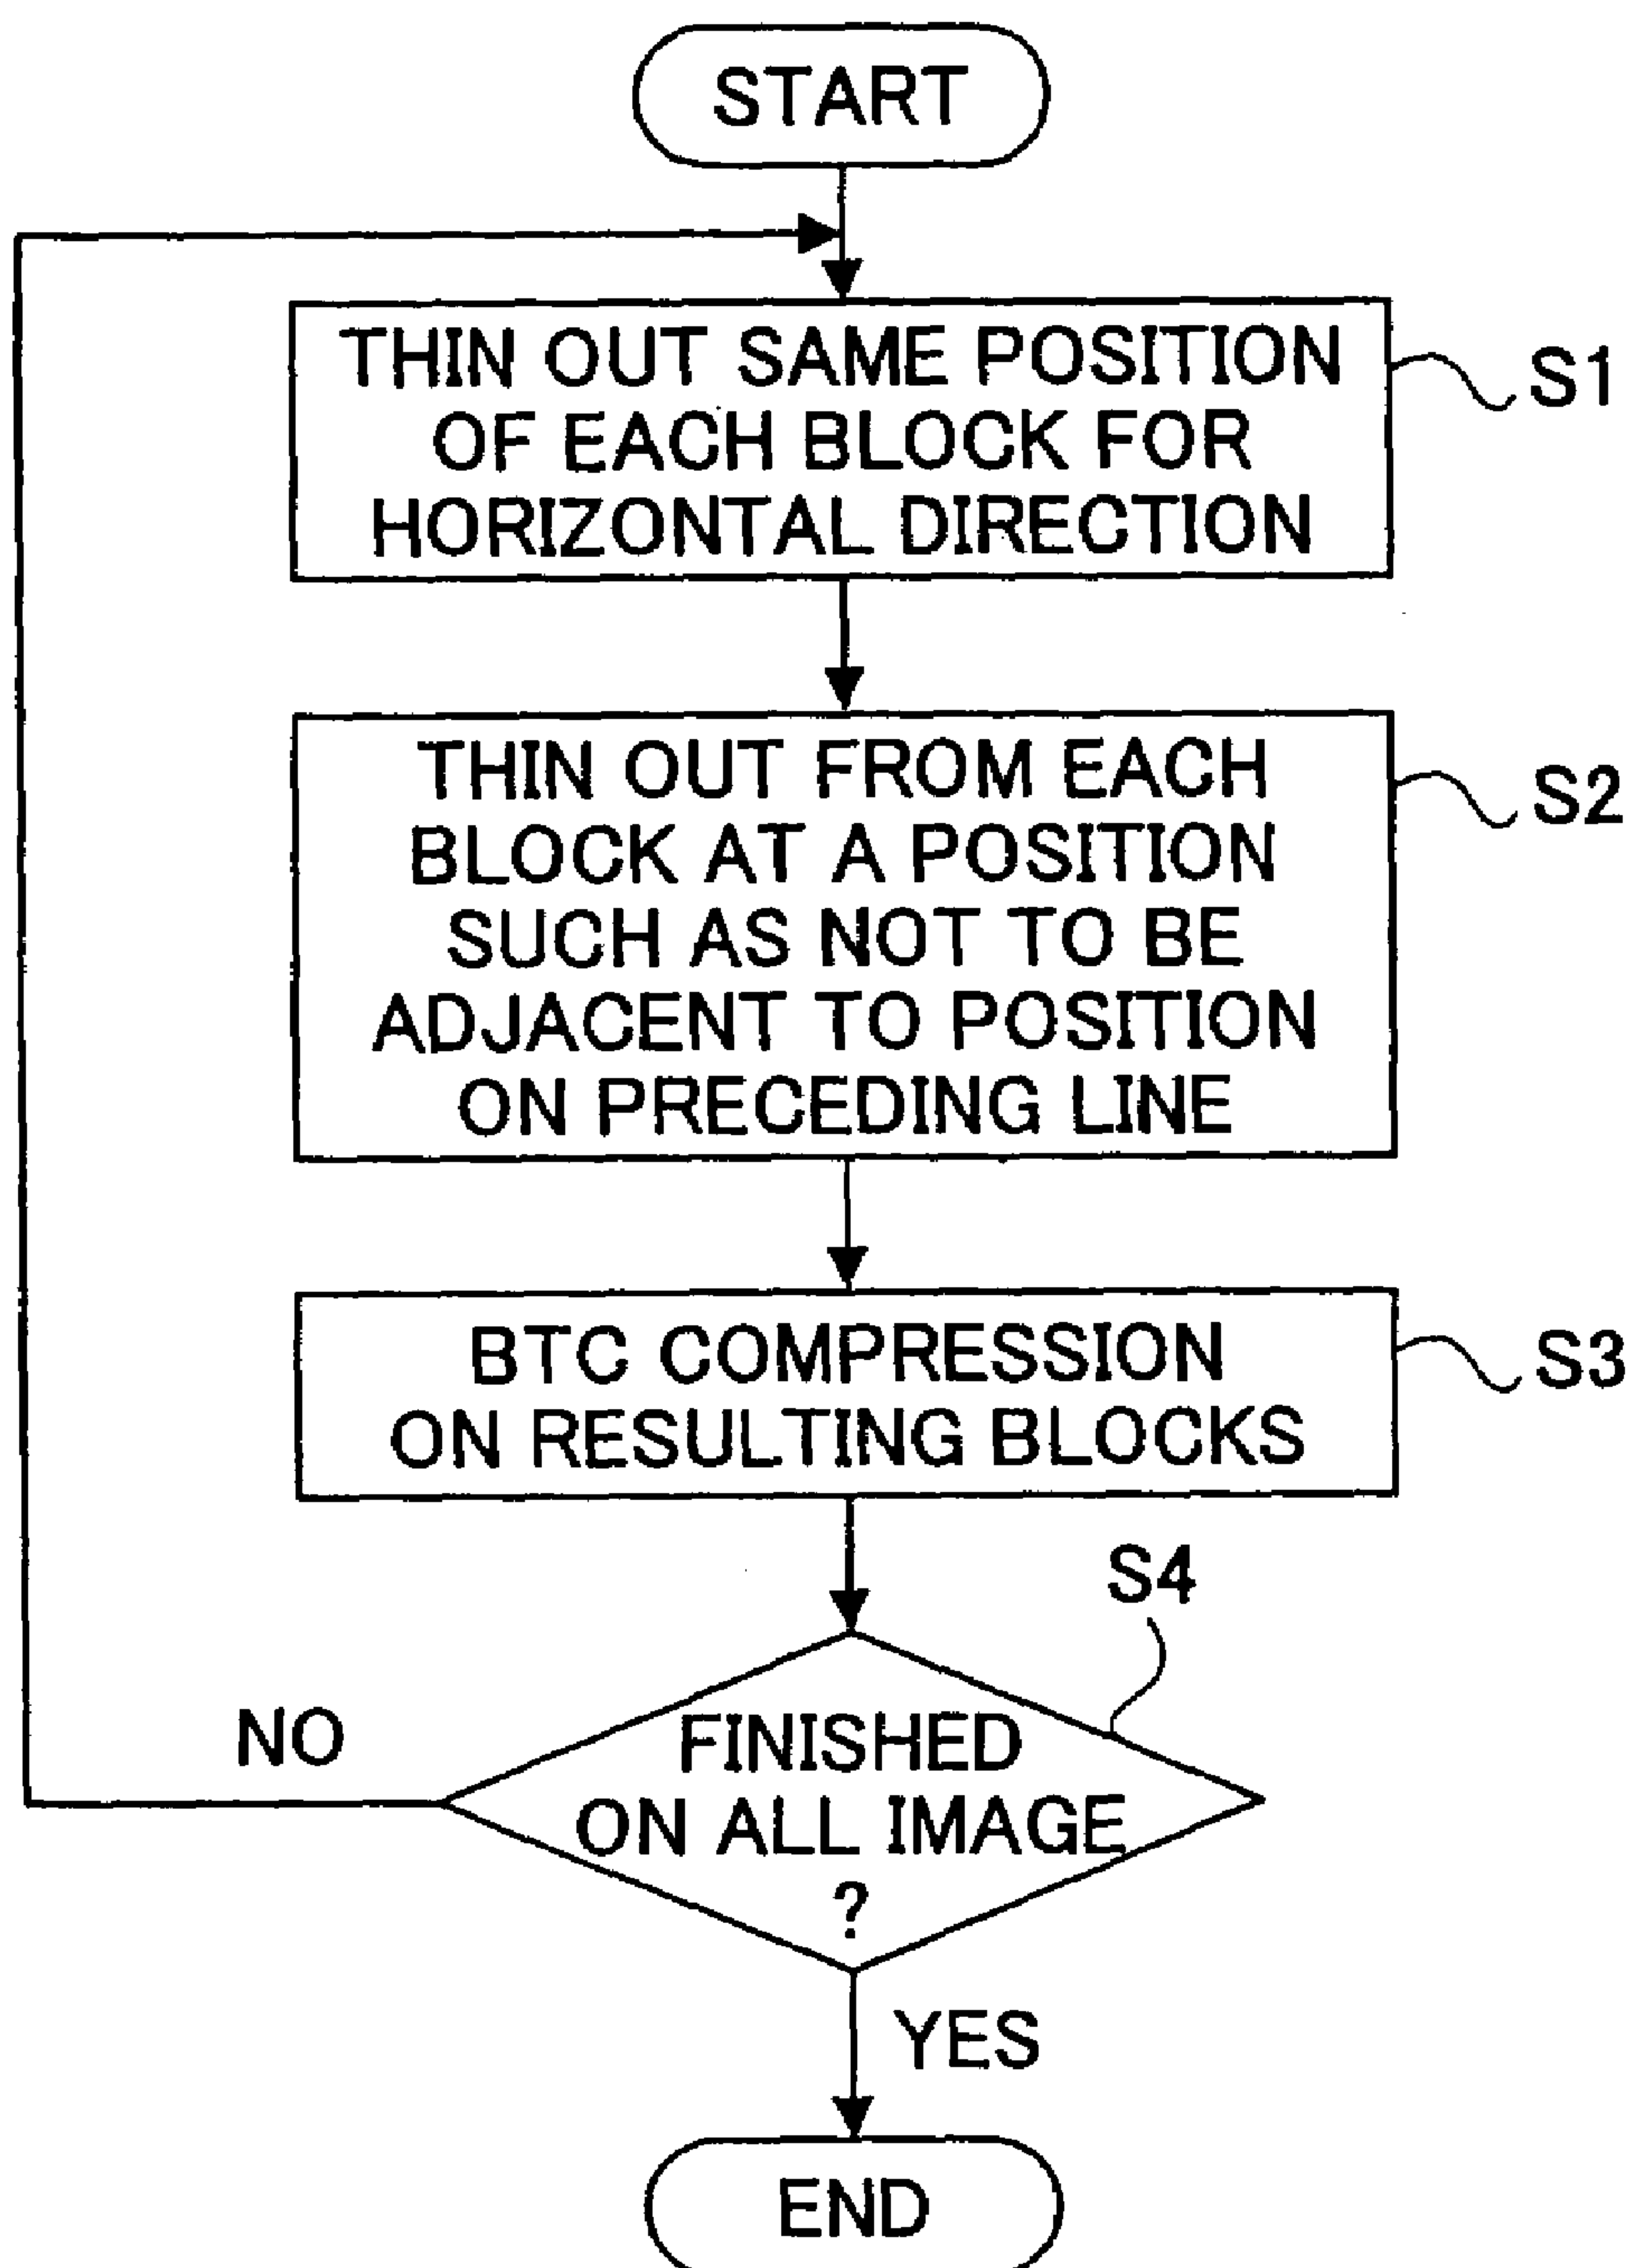 START
THIN OUT SAME POSITION
OF EACH BLOCK FOR
HORIZONTAL DIRECTION
S1
THIN OUT FROM EACH
BLOCK AT A POSITION
SUCH AS NOT TO BE
ADJACENT TO POSITION
ON PRECEDING LINE
S2
BTC COMPRESSION
ON RESULTING BLOCKS
S3
S4
FINISHED
ON ALL IMAGE
?
NO
YES
END